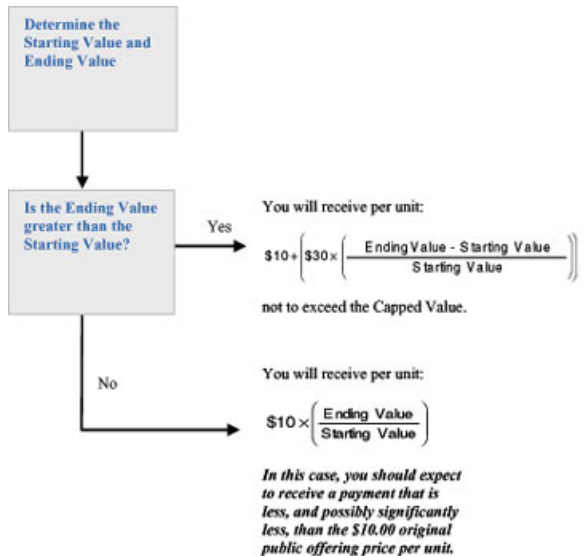 Determine the
Starting Value and
Ending Value
Is the Ending Value
greater than the
Starting Value?
Yes
You will receive per unit:
$10+($30×(Ending Value - Starting Value / Starting Value))
not to exceed the Capped Value.
No
You will receive per unit:
$10×(Ending Value / Starting Value)
In this case, you should expect
to receive a payment that is
less, and possibly significantly
less, than the $10.00 original
public offering price per unit.